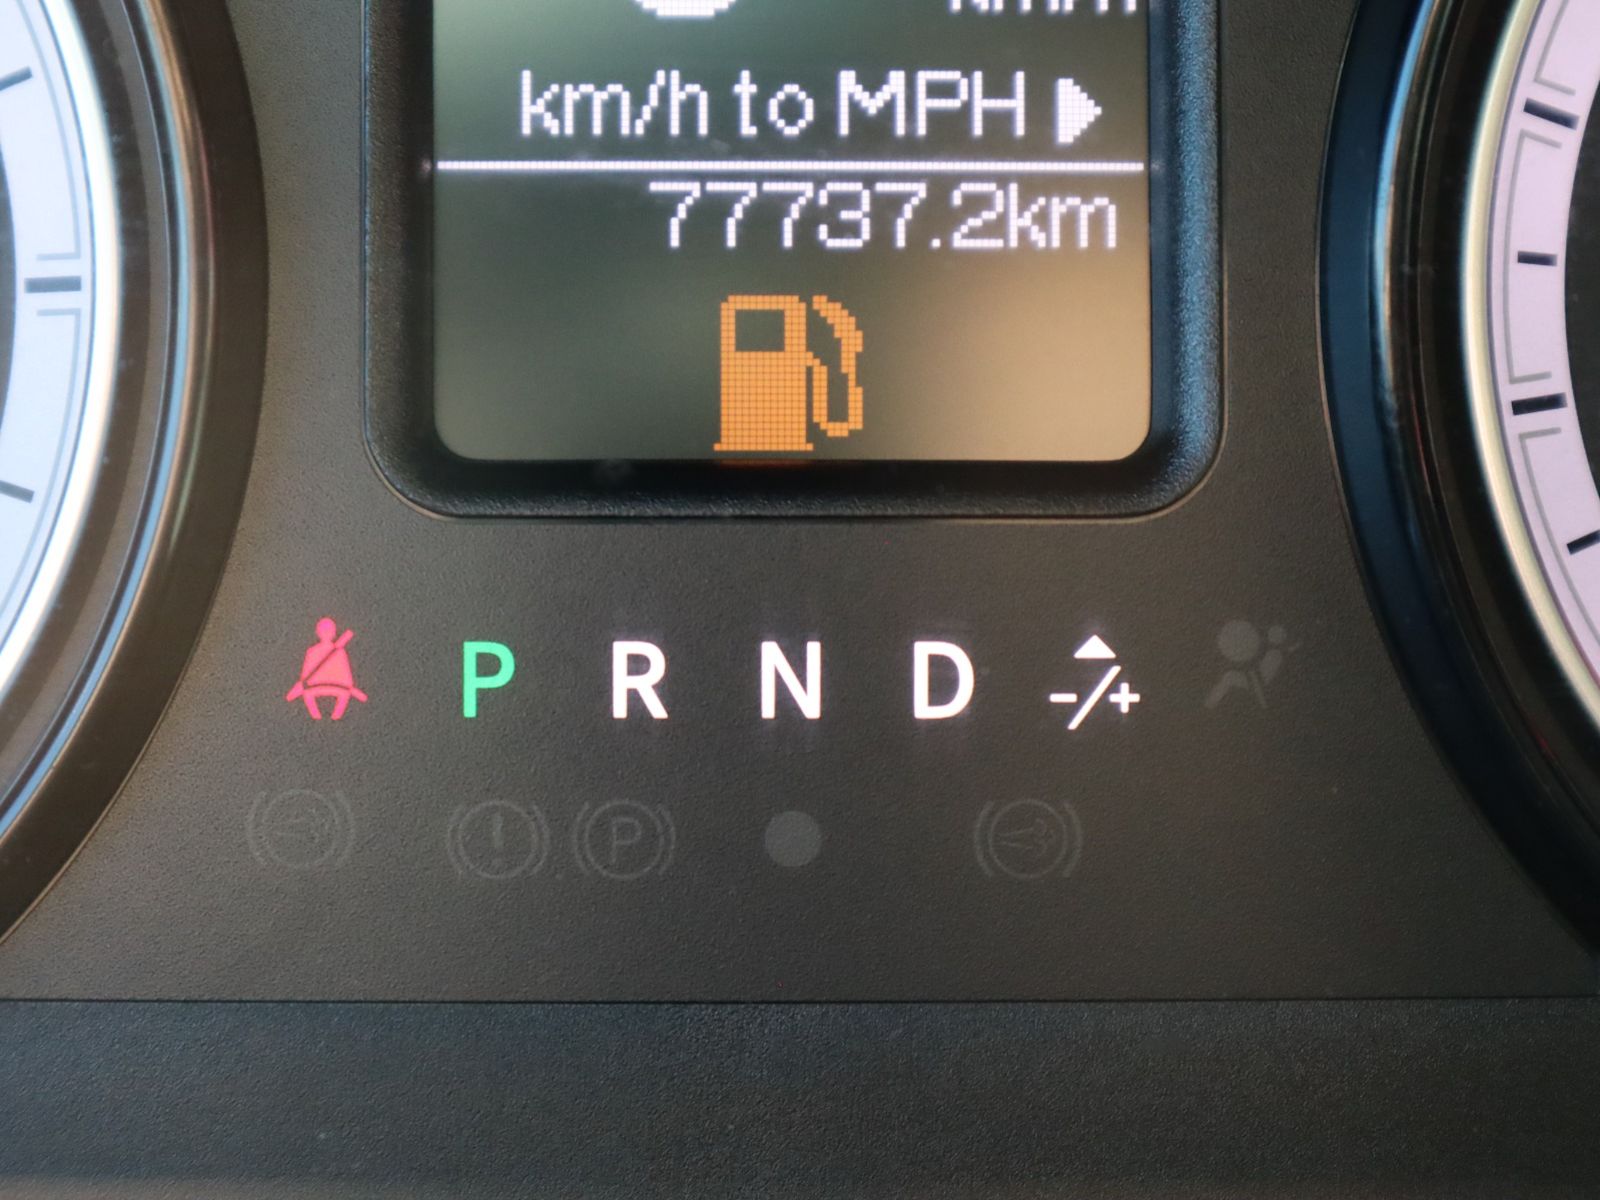 km/h to MPH
77737.2km
P R N D -/+
P